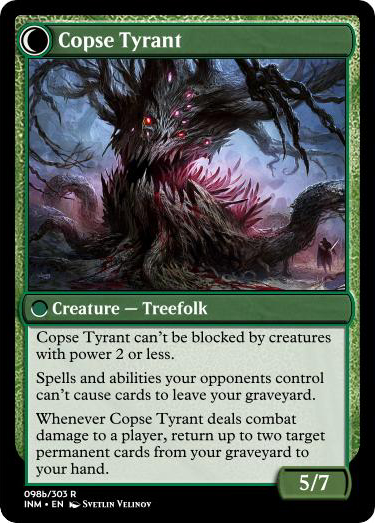 Copse Tyrant
Creature — Treefolk
Copse Tyrant can't be blocked by creatures
with power 2 or less.
Spells and abilities your opponents control
can't cause cards to leave your graveyard.
Whenever Copse Tyrant deals combat
damage to a player, return up to two target
permanent cards from your graveyard to
your hand.
5/7
098b/303 R
INM • EN Svetlin Velinov